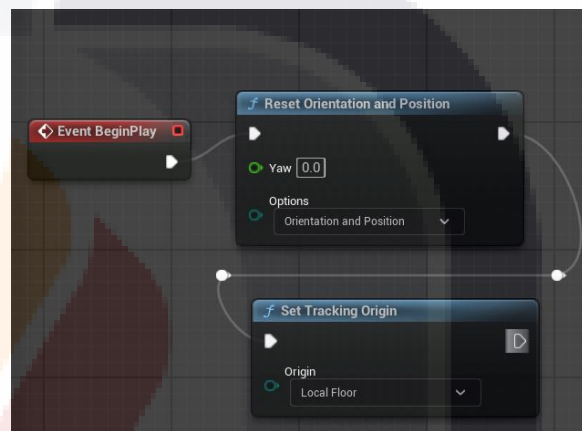 Event BeginPlay
f Reset Orientation and Position
Yaw 0.0
Options
Orientation and Position
f Set Tracking Origin
Origin
Local Floor